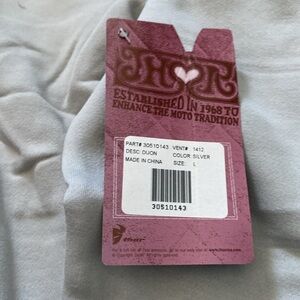 THOR
ESTABLISHED IN 1968 TO
ENHANCE THE MOTO TRADITION
PART# 30510143 VENT# 1412
DESC: DIJON COLOR: SILVER
MADE IN CHINA SIZE: L
30510143
thor